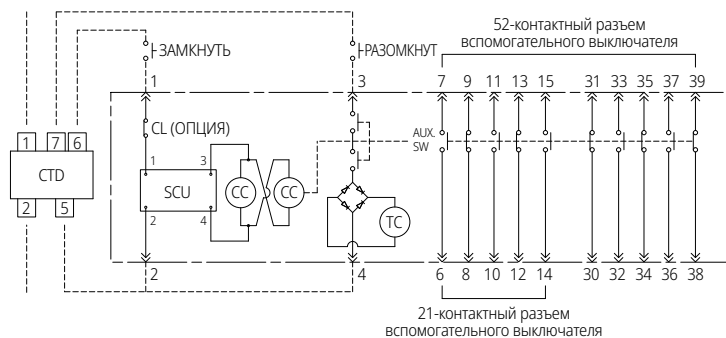 52-контактный разъем
вспомогательного выключателя
ЗАМКНУТЬ
РАЗОМКНУТ
1 3 7 9 11 13 15 31 33 35 37 39
CL (ОПЦИЯ)
AUX.
SW
1 7 6
CTD
2 5
1 3
SCU
2 4
CC CC
TC
2 4 6 8 10 12 14 30 32 34 36 38
21-контактный разъем
вспомогательного выключателя